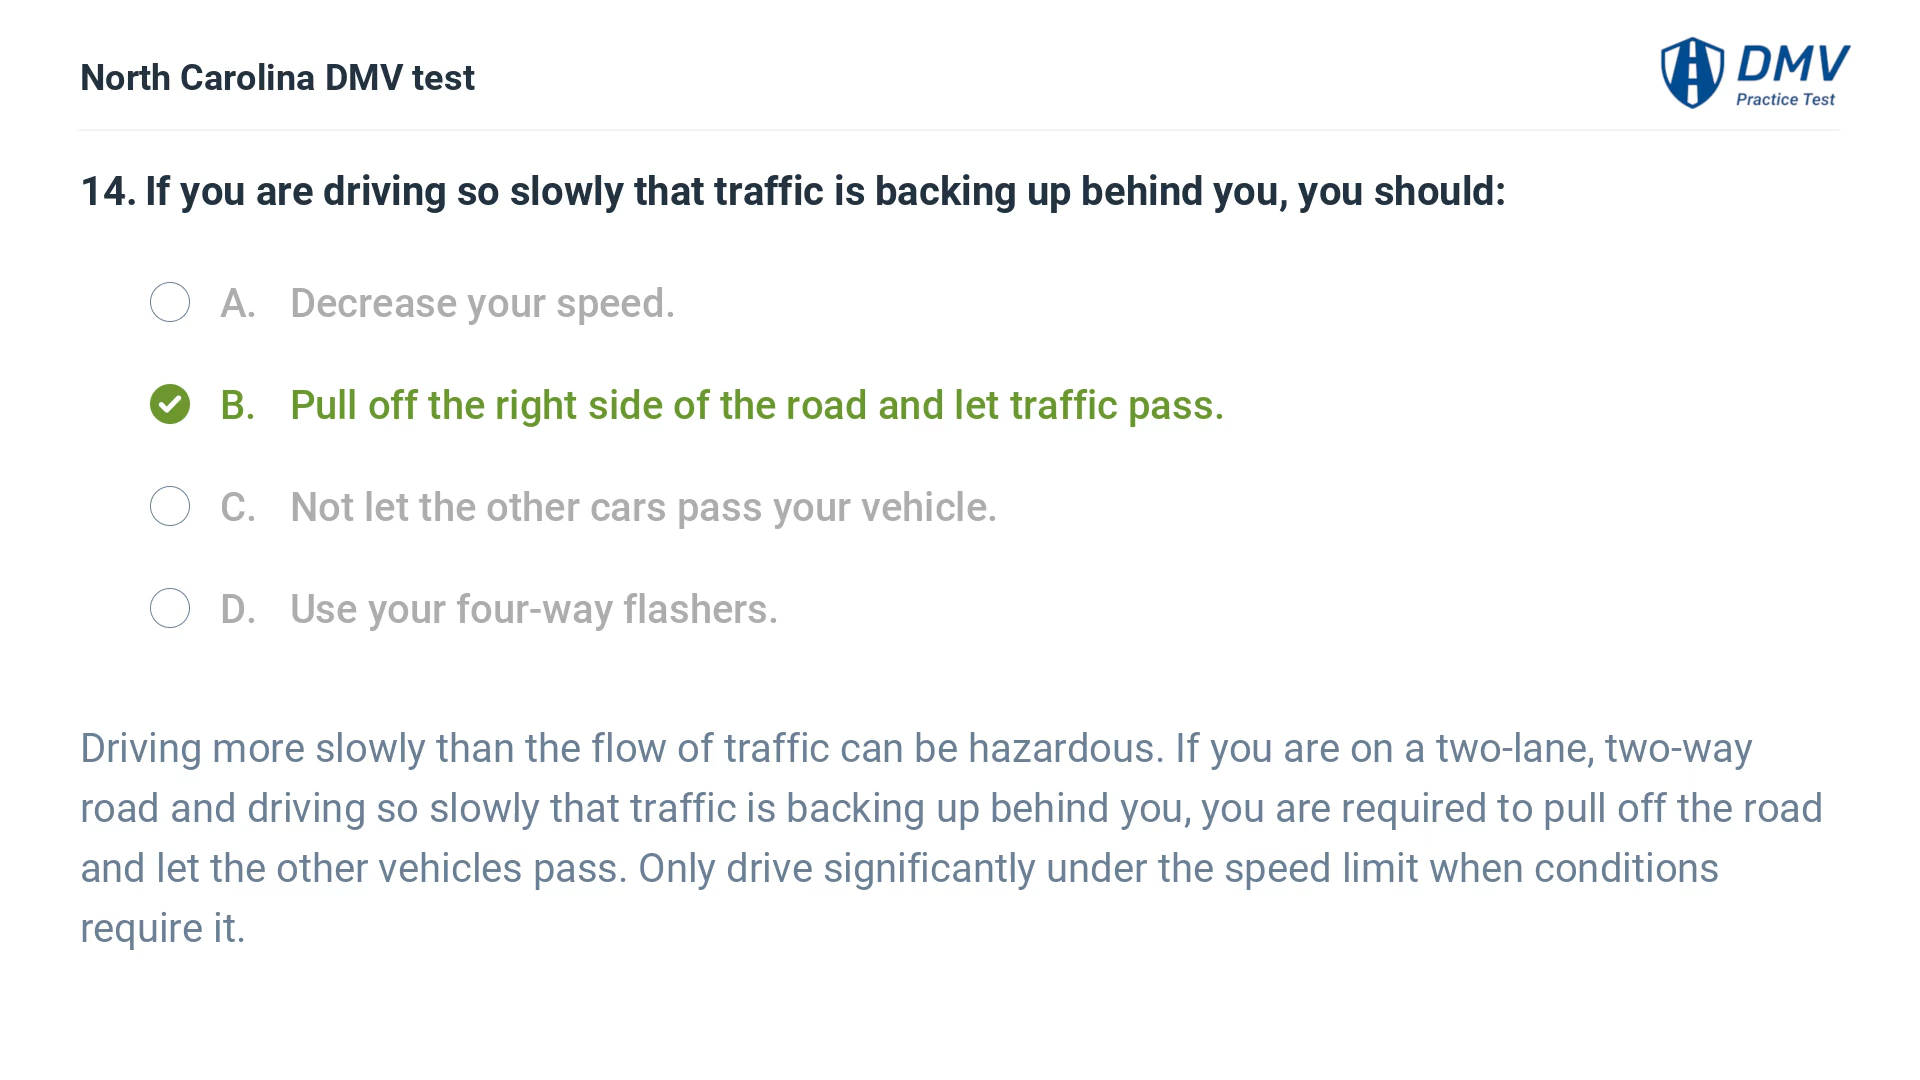 North Carolina DMV test
DMV
Practice Test
14. If you are driving so slowly that traffic is backing up behind you, you should:
A. Decrease your speed.
B. Pull off the right side of the road and let traffic pass.
C. Not let the other cars pass your vehicle.
D. Use your four-way flashers.
Driving more slowly than the flow of traffic can be hazardous. If you are on a two-lane, two-way
road and driving so slowly that traffic is backing up behind you, you are required to pull off the road
and let the other vehicles pass. Only drive significantly under the speed limit when conditions
require it.